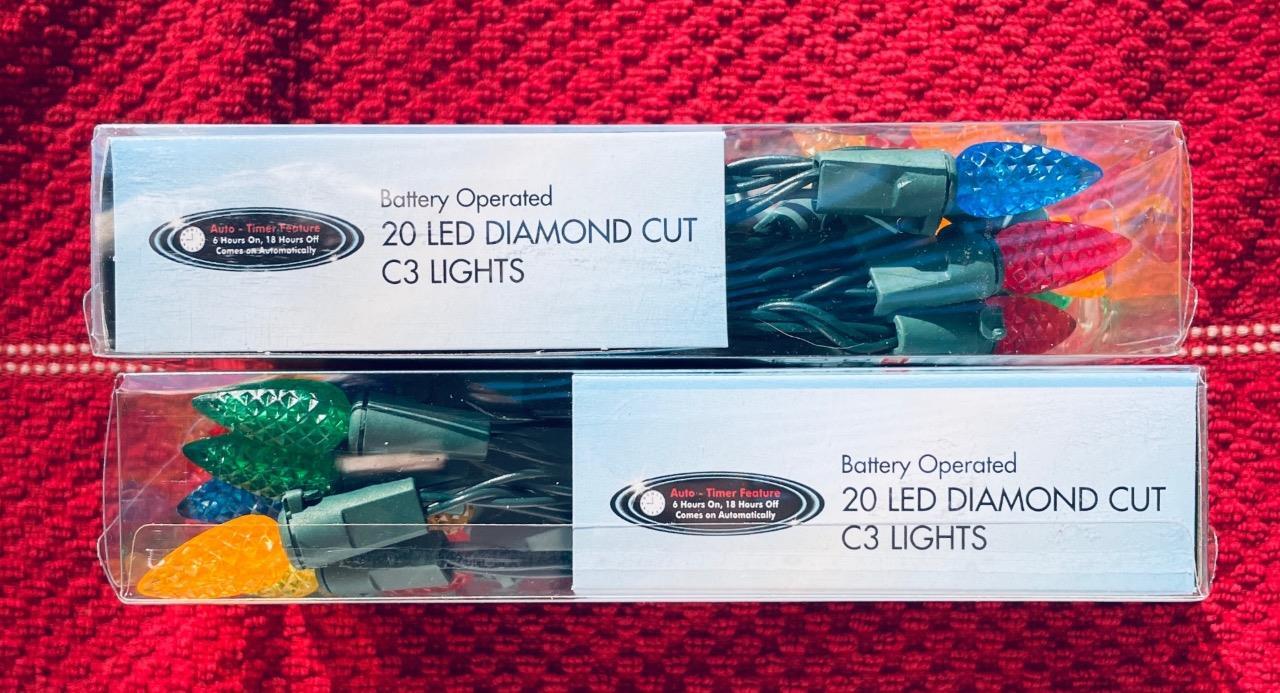 Auto - Timer Feature
6 Hours On, 18 Hours Off
Comes on Automatically
Battery Operated
20 LED DIAMOND CUT
C3 LIGHTS
Auto - Timer Feature
6 Hours On, 18 Hours Off
Comes on Automatically
Battery Operated
20 LED DIAMOND CUT
C3 LIGHTS